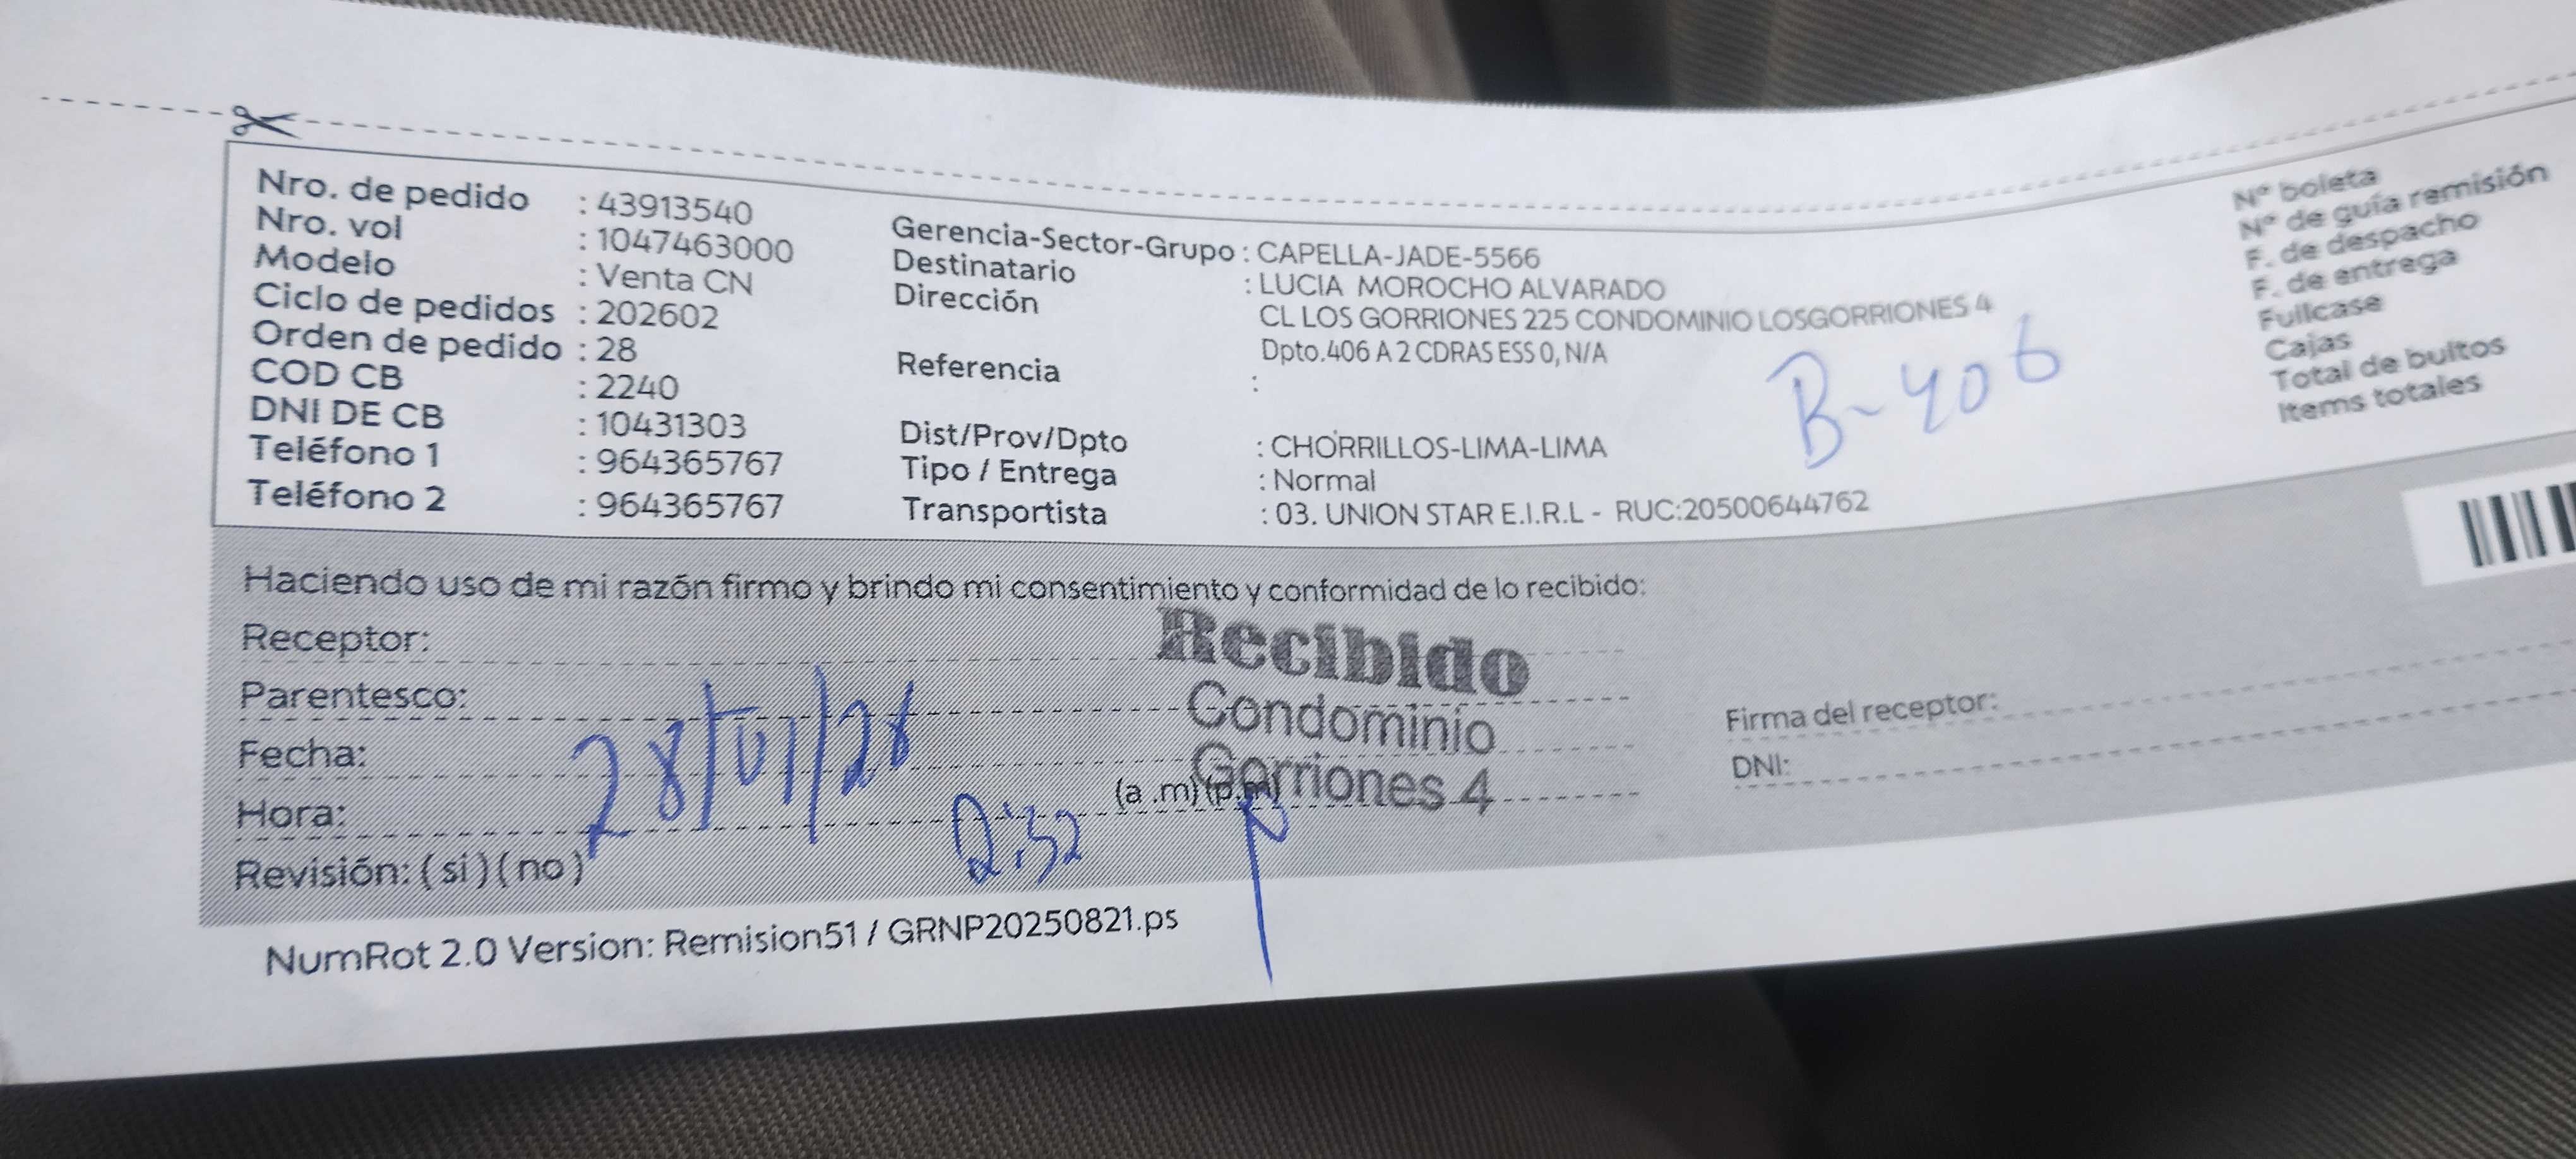 Nro. de pedido : 43913540
Nro. vol : 1047463000
Modelo : Venta CN
Ciclo de pedidos : 202602
Orden de pedido : 28
COD CB : 2240
DNI DE CB : 10431303
Teléfono 1 : 964365767
Teléfono 2 : 964365767
Gerencia-Sector-Grupo : CAPELLA-JADE-5566
Destinatario : LUCIA MOROCHO ALVARADO
Dirección CL LOS GORRIONES 225 CONDOMINIO LOSGORRIONES 4
Dpto.406 A 2 CDRAS ESS 0, N/A
Referencia :
Dist/Prov/Dpto : CHORRILLOS-LIMA-LIMA
Tipo / Entrega : Normal
Transportista : 03. UNION STAR E.I.R.L - RUC:20500644762
B-406
N° boleta
N° de guía remisión
F. de despacho
F. de entrega
Fullcase
Cajas
Total de bultos
Items totales
Haciendo uso de mi razón firmo y brindo mi consentimiento y conformidad de lo recibido:
Receptor:
Parentesco:
Fecha:
Hora: (a .m) (p.m)
Revisión: ( si ) ( no )
28/01/
Recibido
Condominio
Gorriones 4
Firma del receptor:
DNI:
NumRot 2.0 Version: Remision51 / GRNP20250821.ps